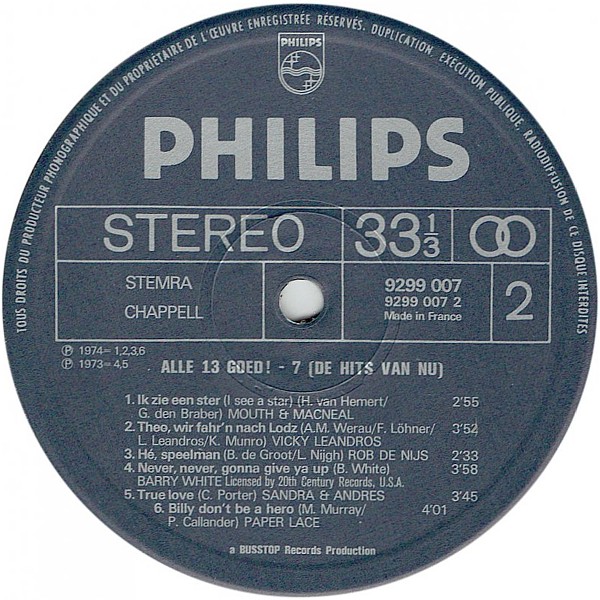 TOUS DROITS DU PRODUCTEUR PHONOGRAPHIQUE ET DU PROPRIÉTAIRE DE L'ŒUVRE ENREGISTRÉE RÉSERVÉS. DUPLICATION, EXÉCUTION PUBLIQUE, RADIODIFFUSION DE CE DISQUE INTERDITES
PHILIPS
PHILIPS
STEREO 33⅓
STEMRA
CHAPPELL
9299 007
9299 007 2
Made in France
2
Ⓟ 1974=1,2,3,6
Ⓟ 1973=4,5
ALLE 13 GOED! - 7 (DE HITS VAN NU)
1. Ik zie een ster (I see a star) (H. van Hemert/
G. den Braber) MOUTH & MACNEAL 2'55
2. Theo, wir fahr'n nach Lodz (A.M. Werau/F. Löhner/
L. Leandros/K. Munro) VICKY LEANDROS 3'52
3. Hé, speelman (B. de Groot/L. Nijgh) ROB DE NIJS 2'33
4. Never, never, gonna give ya up (B. White) 3'58
BARRY WHITE Licensed by 20th Century Records, U.S.A.
5. True love (C. Porter) SANDRA & ANDRES 3'45
6. Billy don't be a hero (M. Murray/ 4'01
P. Callander) PAPER LACE
a BUSSTOP Records Production